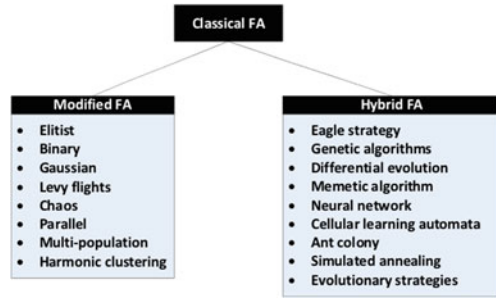 Classical FA
Modified FA
• Elitist
• Binary
• Gaussian
• Levy flights
• Chaos
• Parallel
• Multi-population
• Harmonic clustering
Hybrid FA
• Eagle strategy
• Genetic algorithms
• Differential evolution
• Memetic algorithm
• Neural network
• Cellular learning automata
• Ant colony
• Simulated annealing
• Evolutionary strategies